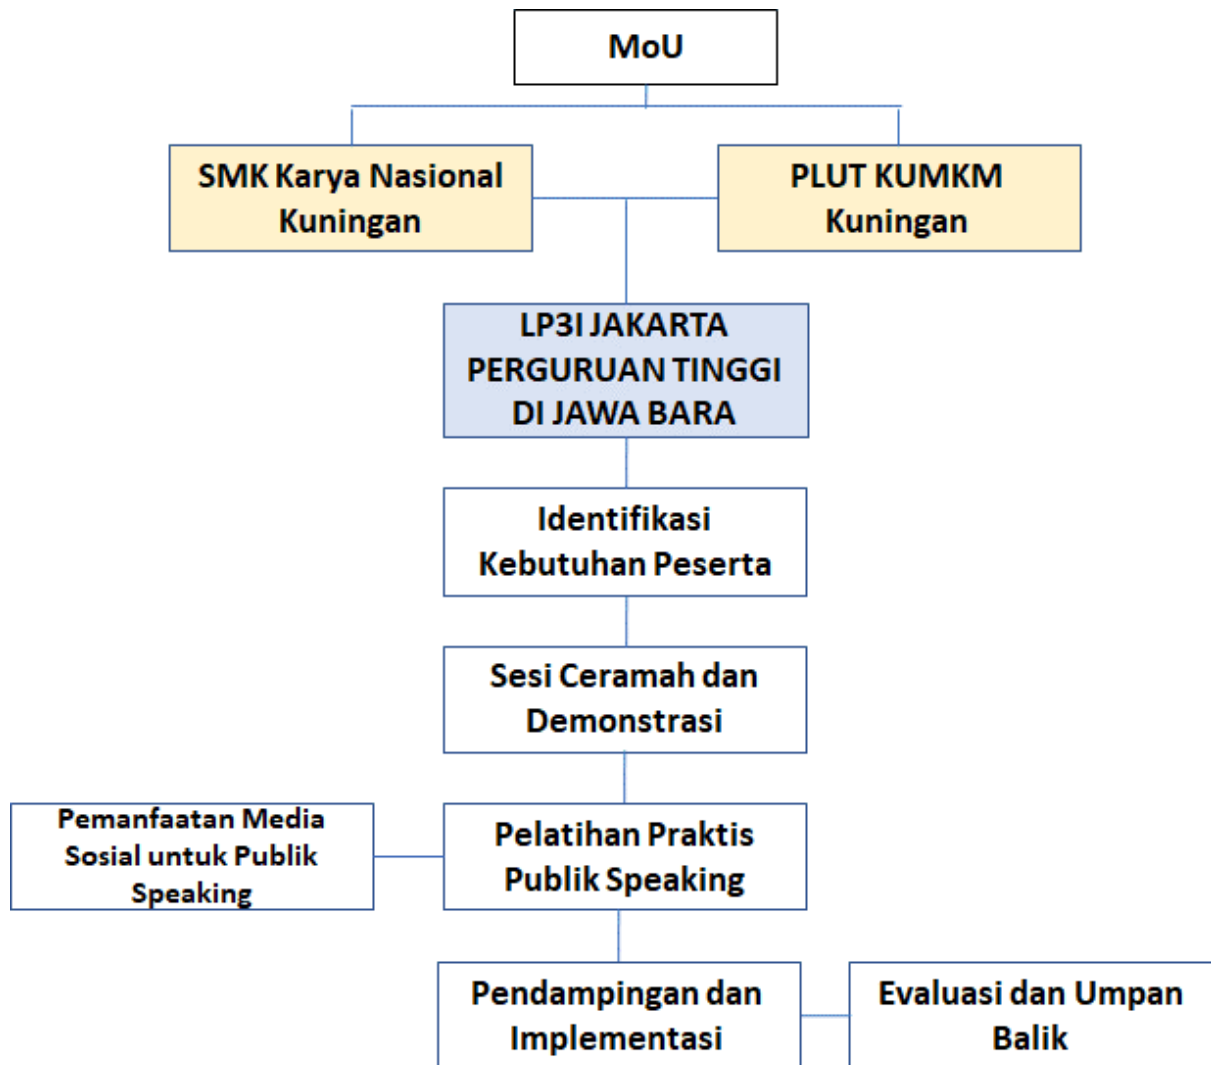 MoU
SMK Karya Nasional
Kuningan
PLUT KUMKM
Kuningan
LP3I JAKARTA
PERGURUAN TINGGI
DI JAWA BARA
Identifikasi
Kebutuhan Peserta
Sesi Ceramah dan
Demonstrasi
Pemanfaatan Media
Sosial untuk Publik
Speaking
Pelatihan Praktis
Publik Speaking
Pendampingan dan
Implementasi
Evaluasi dan Umpan
Balik